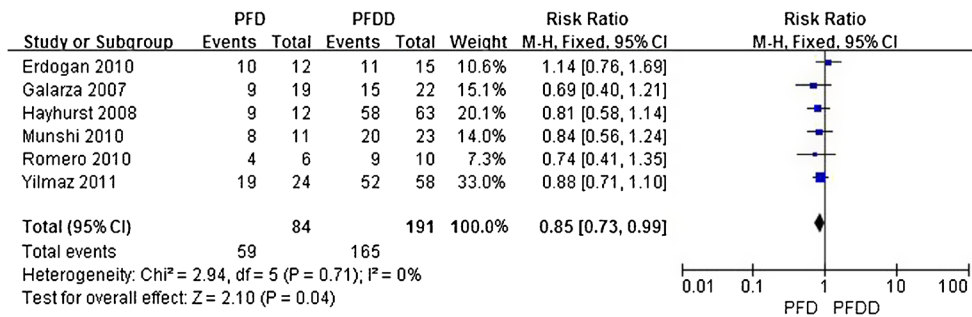 PFD PFDD Risk Ratio Risk Ratio
Study or Subgroup Events Total Events Total Weight M-H, Fixed, 95% CI M-H, Fixed, 95% CI
Erdogan 2010 10 12 11 15 10.6% 1.14 [0.76, 1.69]
Galarza 2007 9 19 15 22 15.1% 0.69 [0.40, 1.21]
Hayhurst 2008 9 12 58 63 20.1% 0.81 [0.58, 1.14]
Munshi 2010 8 11 20 23 14.0% 0.84 [0.56, 1.24]
Romero 2010 4 6 9 10 7.3% 0.74 [0.41, 1.35]
Yilmaz 2011 19 24 52 58 33.0% 0.88 [0.71, 1.10]
Total (95% CI) 84 191 100.0% 0.85 [0.73, 0.99]
Total events 59 165
Heterogeneity: Chi² = 2.94, df = 5 (P = 0.71); I² = 0%
Test for overall effect: Z = 2.10 (P = 0.04)
0.01 0.1 1 10 100
PFD PFDD